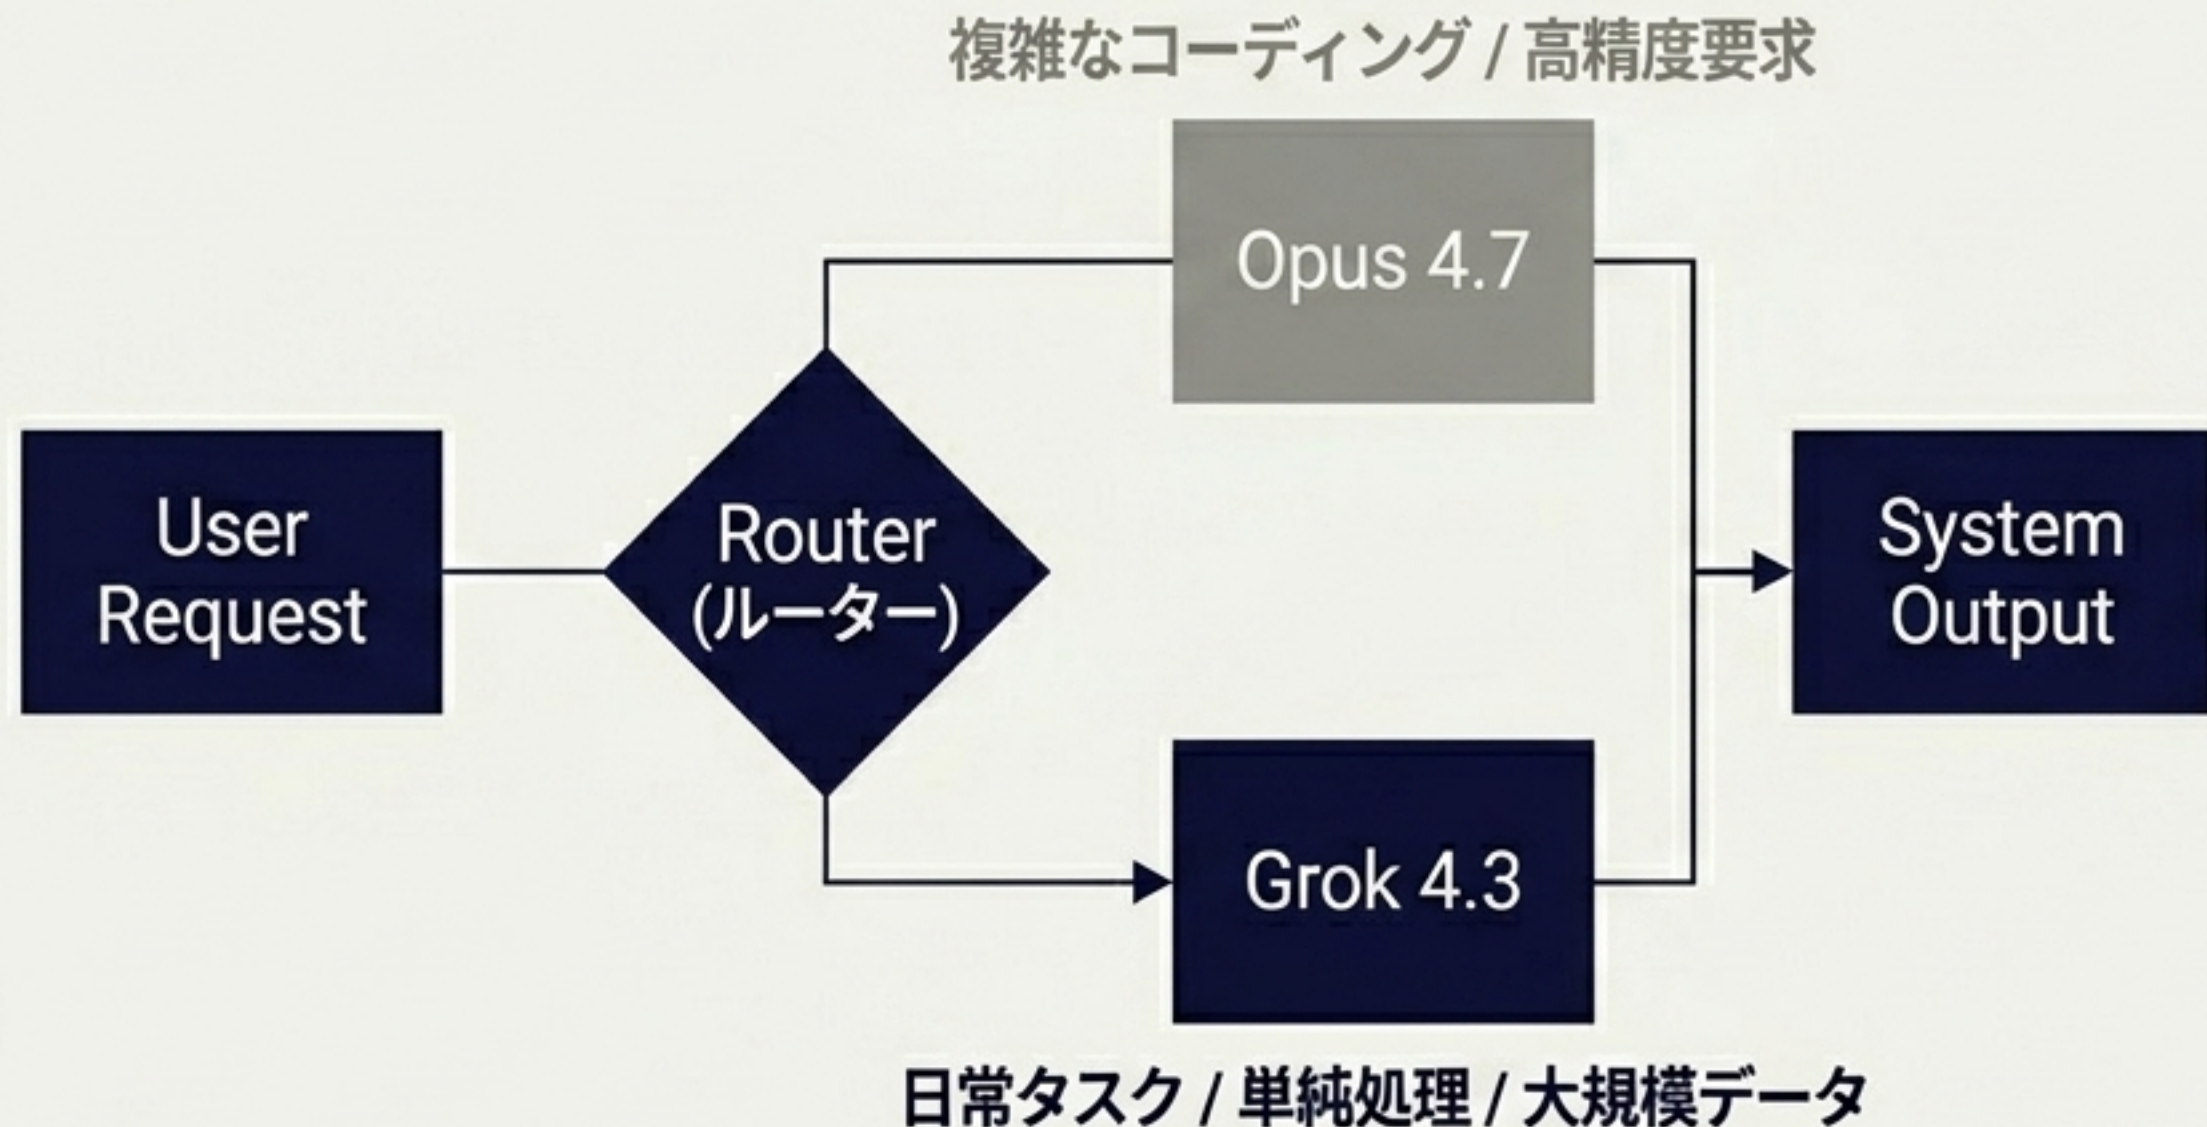 複雑なコーディング / 高精度要求
Opus 4.7
User
Request
Router
(ルーター)
System
Output
Grok 4.3
日常タスク / 単純処理 / 大規模データ